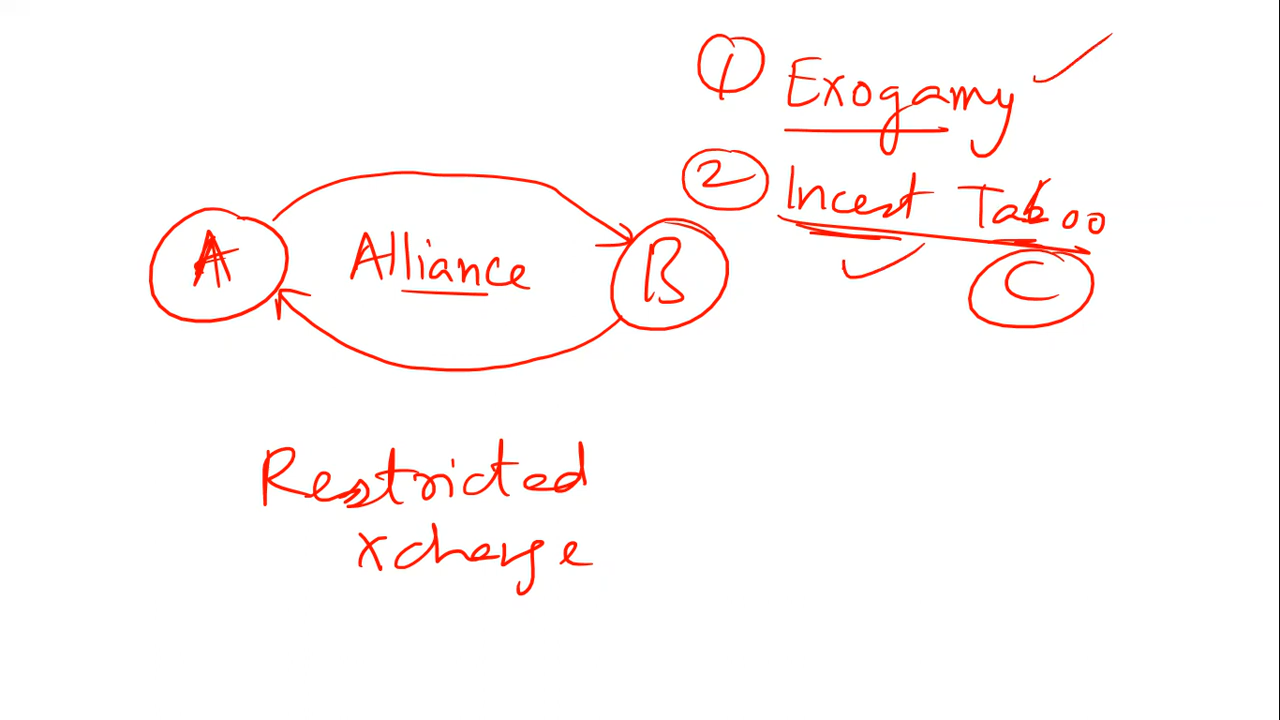 ① Exogamy ✓
② Incest Taboo
A Alliance B C
Restricted
xchange